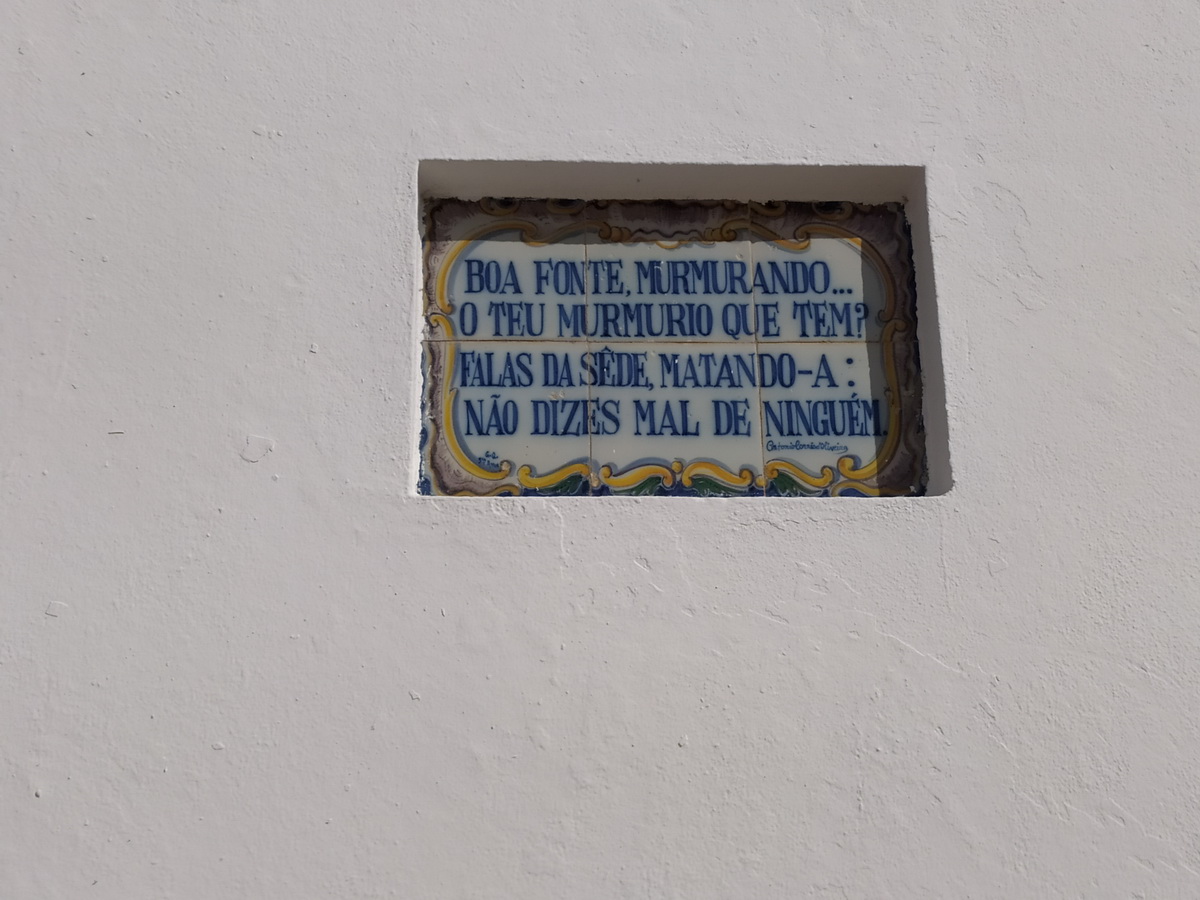 BOA FONTE, MURMURANDO...
O TEU MURMURIO QUE TEM?
FALAS DA SÊDE, MATANDO-A :
NÃO DIZES MAL DE NINGUÉM.